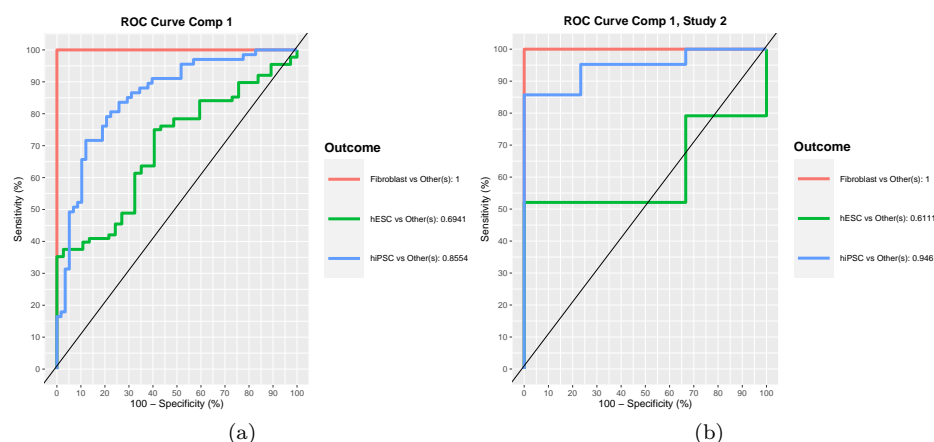 ROC Curve Comp 1
100
90
80
70
60
50
40
30
20
10
0
Sensitivity (%)
0 10 20 30 40 50 60 70 80 90 100
100 − Specificity (%)
Outcome
Fibroblast vs Other(s): 1
hESC vs Other(s): 0.6941
hiPSC vs Other(s): 0.8554
(a)
ROC Curve Comp 1, Study 2
100
90
80
70
60
50
40
30
20
10
0
Sensitivity (%)
0 10 20 30 40 50 60 70 80 90 100
100 − Specificity (%)
Outcome
Fibroblast vs Other(s): 1
hESC vs Other(s): 0.6111
hiPSC vs Other(s): 0.946
(b)